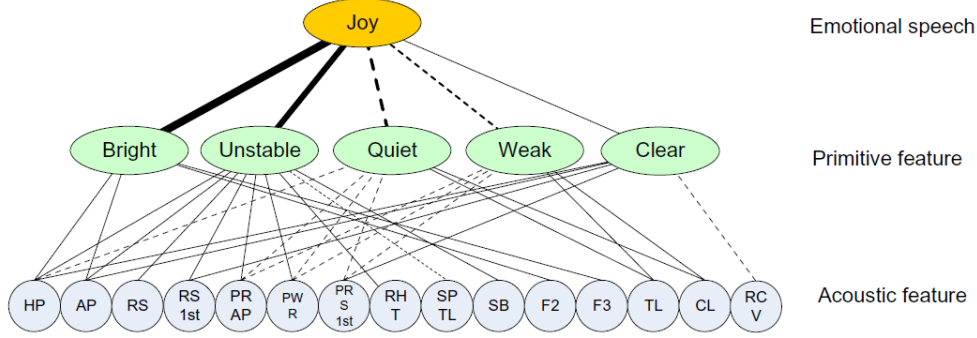 Joy
Emotional speech
Bright
Unstable
Quiet
Weak
Clear
Primitive feature
HP
AP
RS
RS
1st
PR
AP
PW
R
PR
S
1st
RH
T
SP
TL
SB
F2
F3
TL
CL
RC
V
Acoustic feature